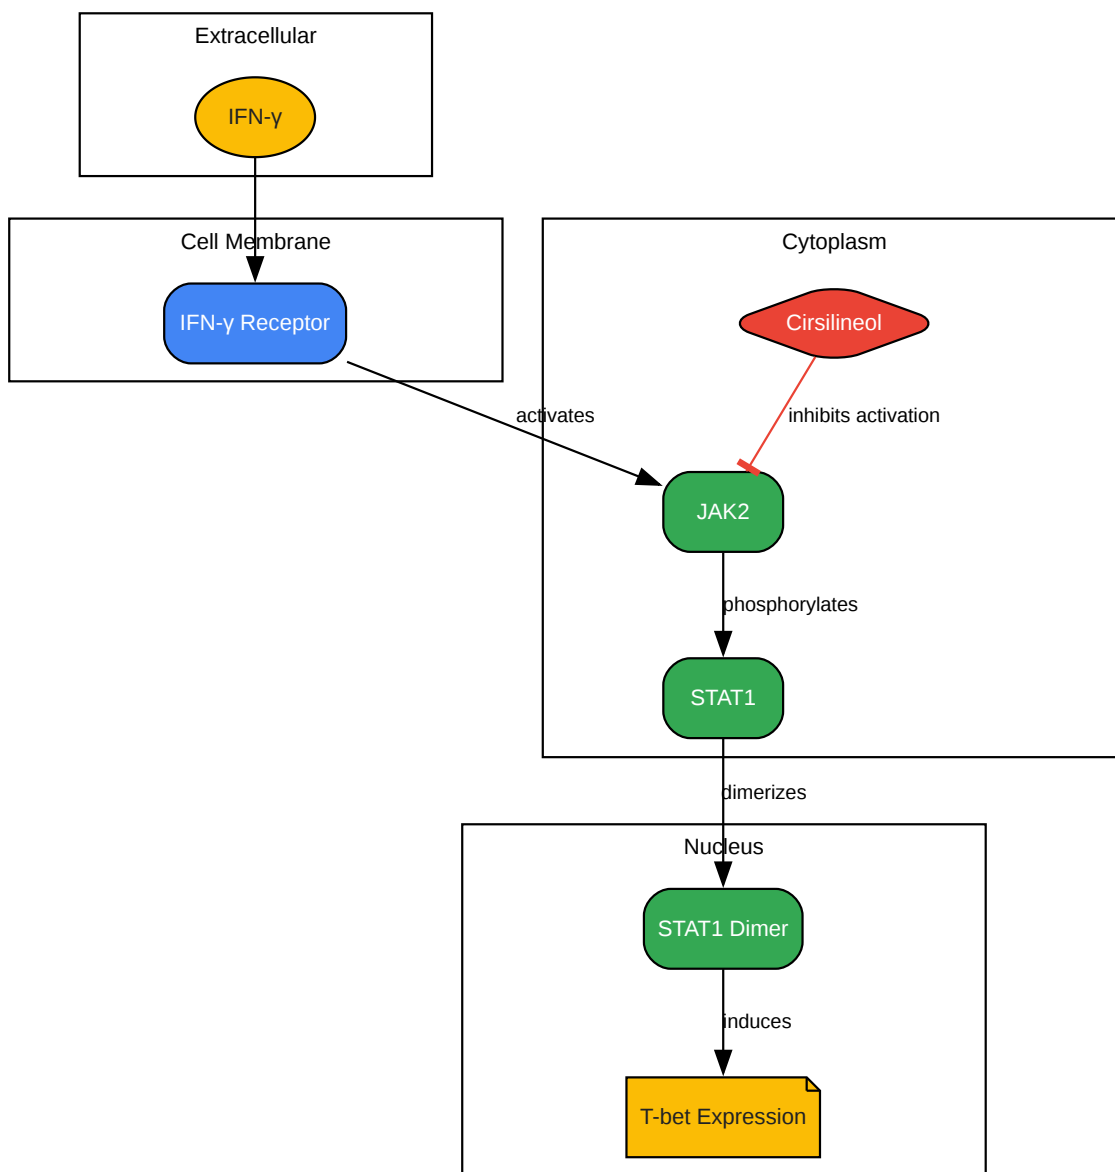 Extracellular
IFN-γ
Cell Membrane
IFN-γ Receptor
Cytoplasm
Cirsilineol
activates
inhibits activation
JAK2
phosphorylates
STAT1
dimerizes
Nucleus
STAT1 Dimer
induces
T-bet Expression